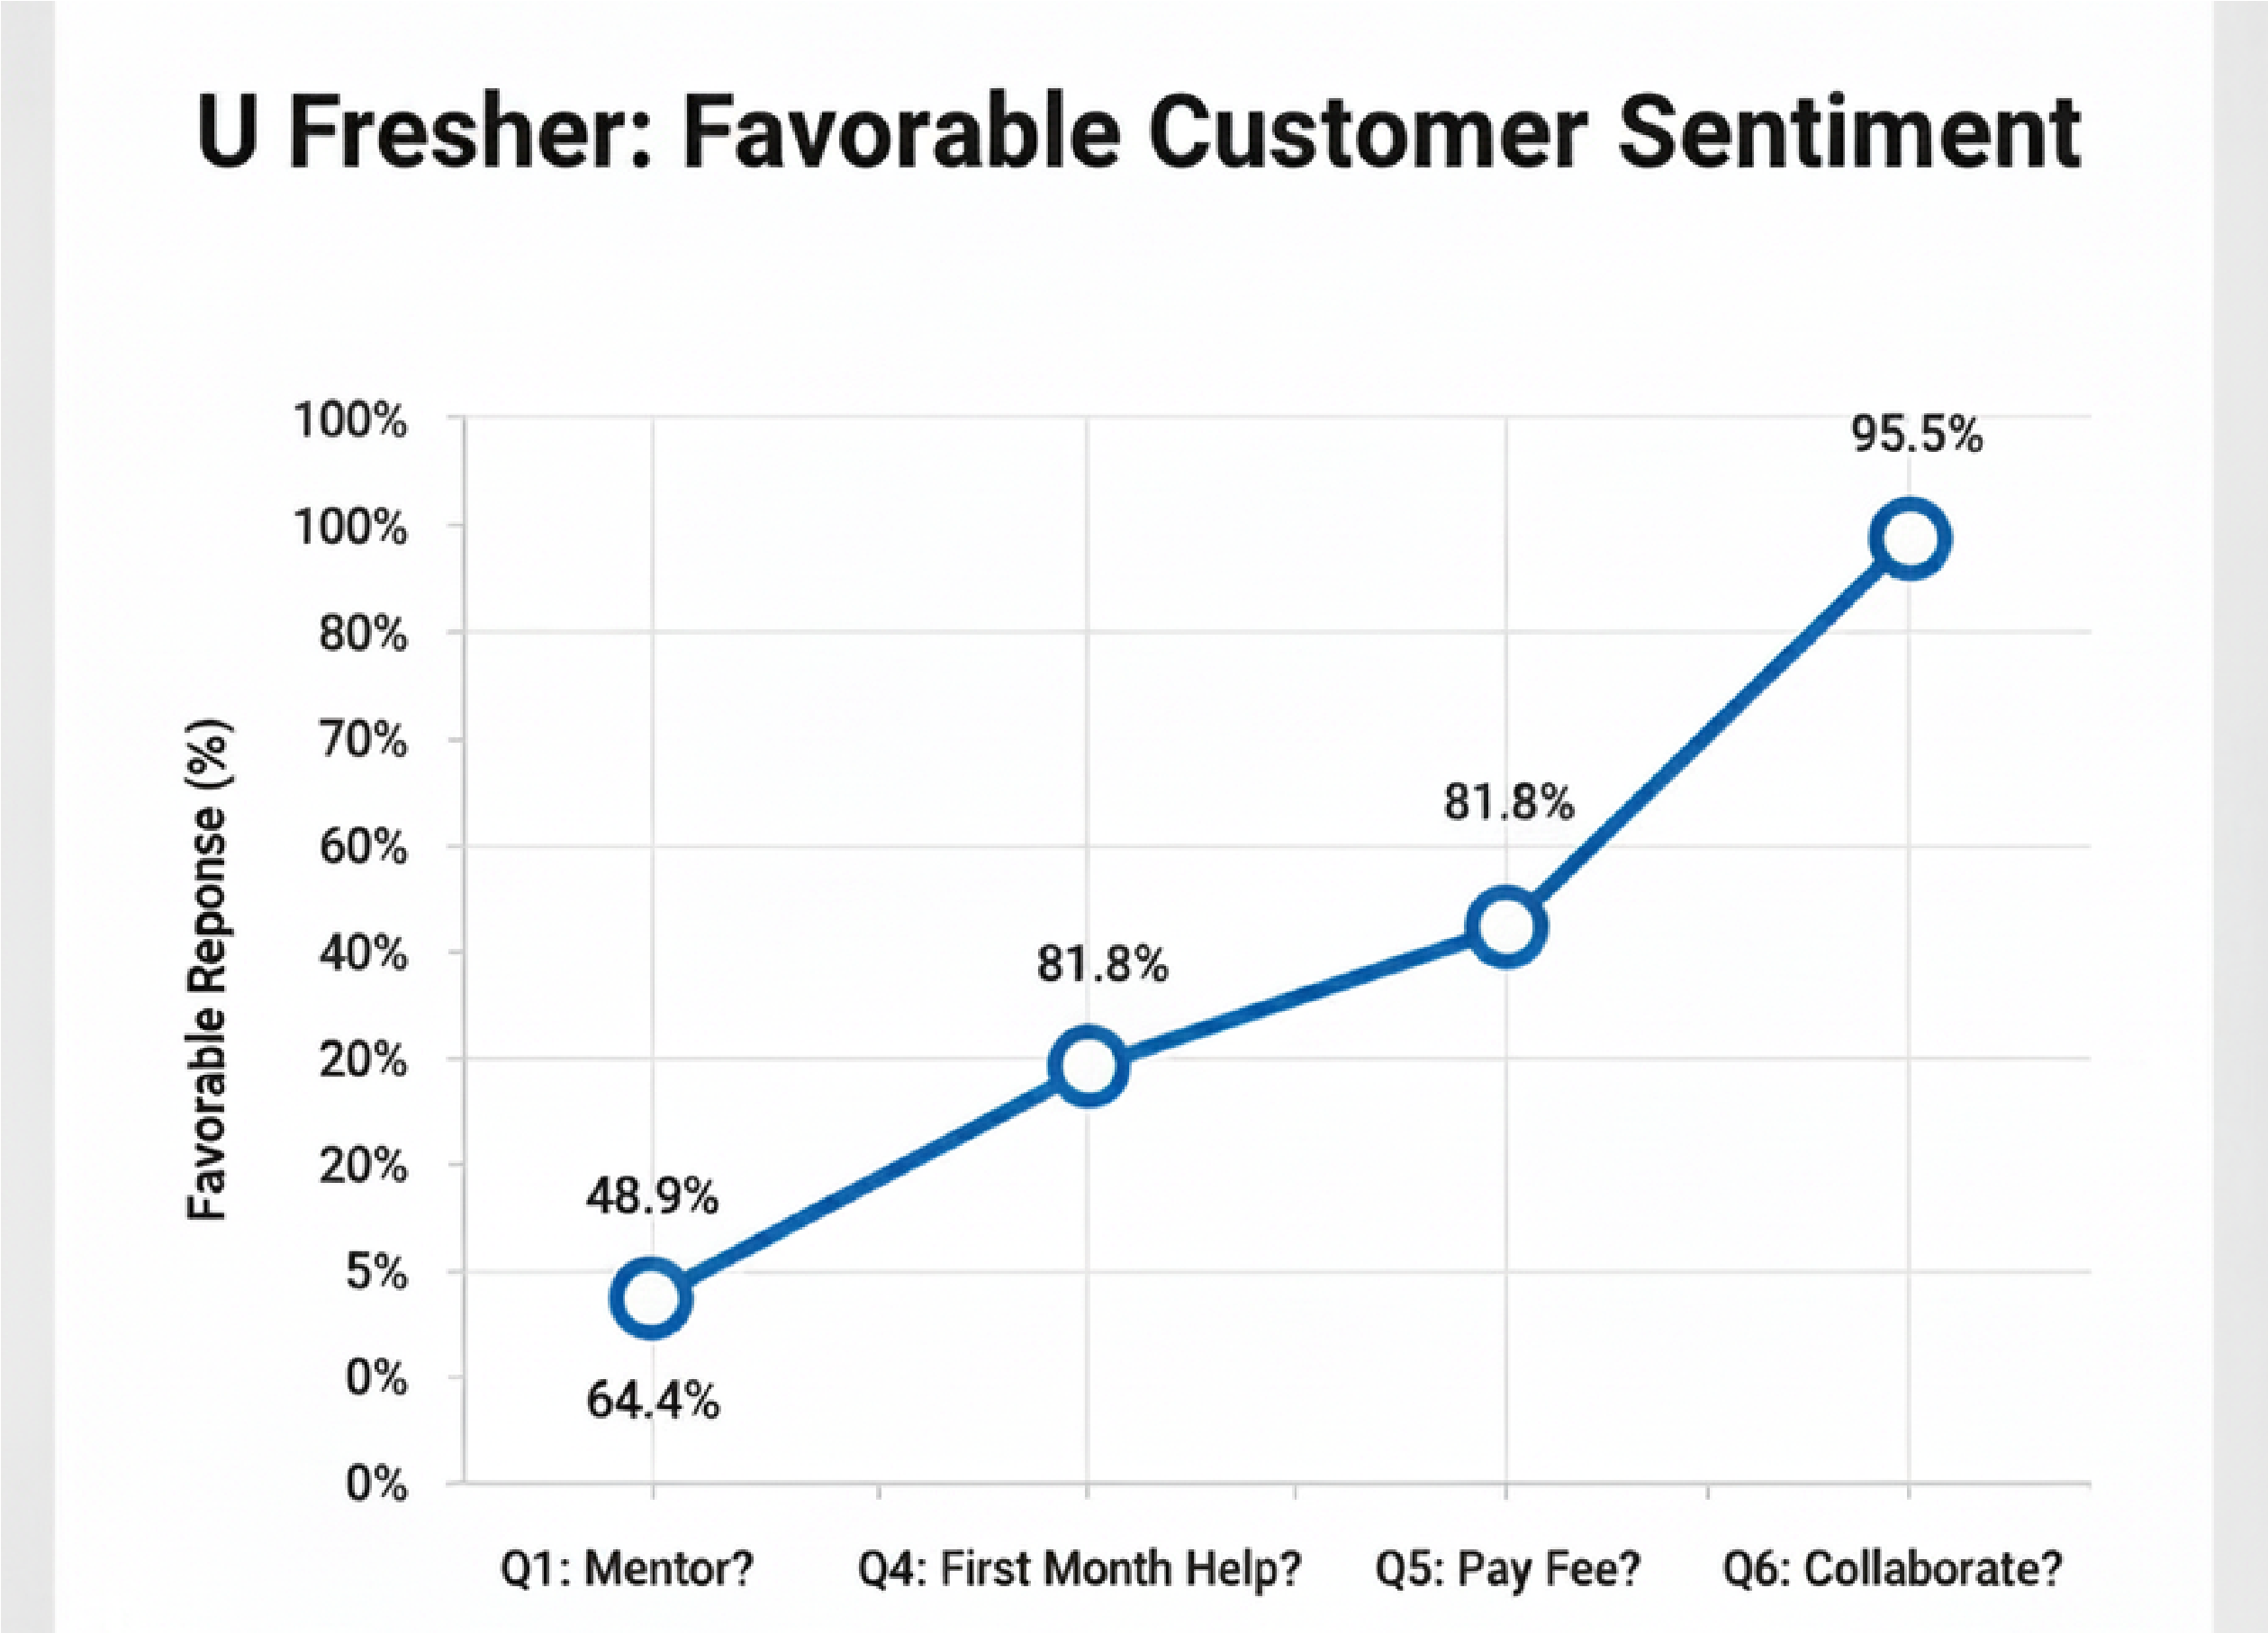 U Fresher: Favorable Customer Sentiment
Favorable Reponse (%)
100%
100%
80%
70%
60%
40%
20%
20%
5%
0%
0%
48.9%
64.4%
81.8%
81.8%
95.5%
Q1: Mentor?
Q4: First Month Help?
Q5: Pay Fee?
Q6: Collaborate?